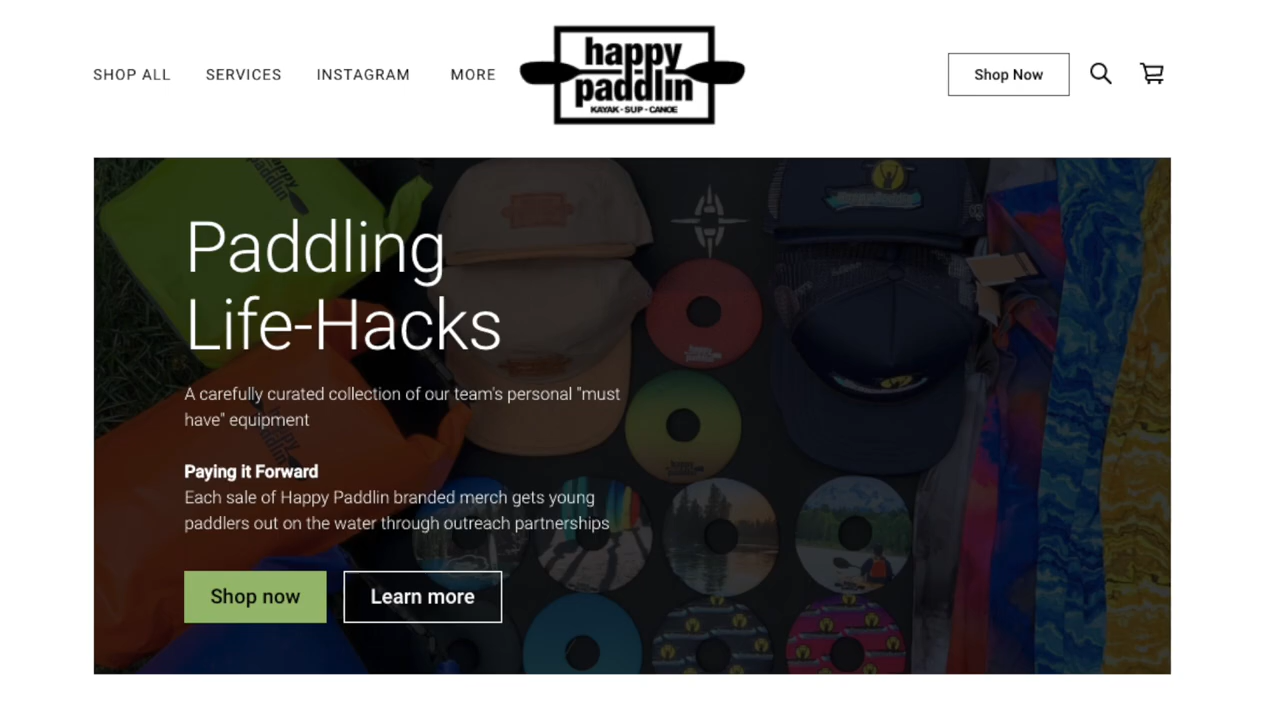 SHOP ALL
SERVICES
INSTAGRAM
MORE
happy
paddlin
KAYAK - SUP - CANOE
Shop Now
happy
paddlin
Paddling
Life-Hacks
A carefully curated collection of our team's personal "must
have" equipment
Paying it Forward
Each sale of Happy Paddlin branded merch gets young
paddlers out on the water through outreach partnerships
Shop now
Learn more